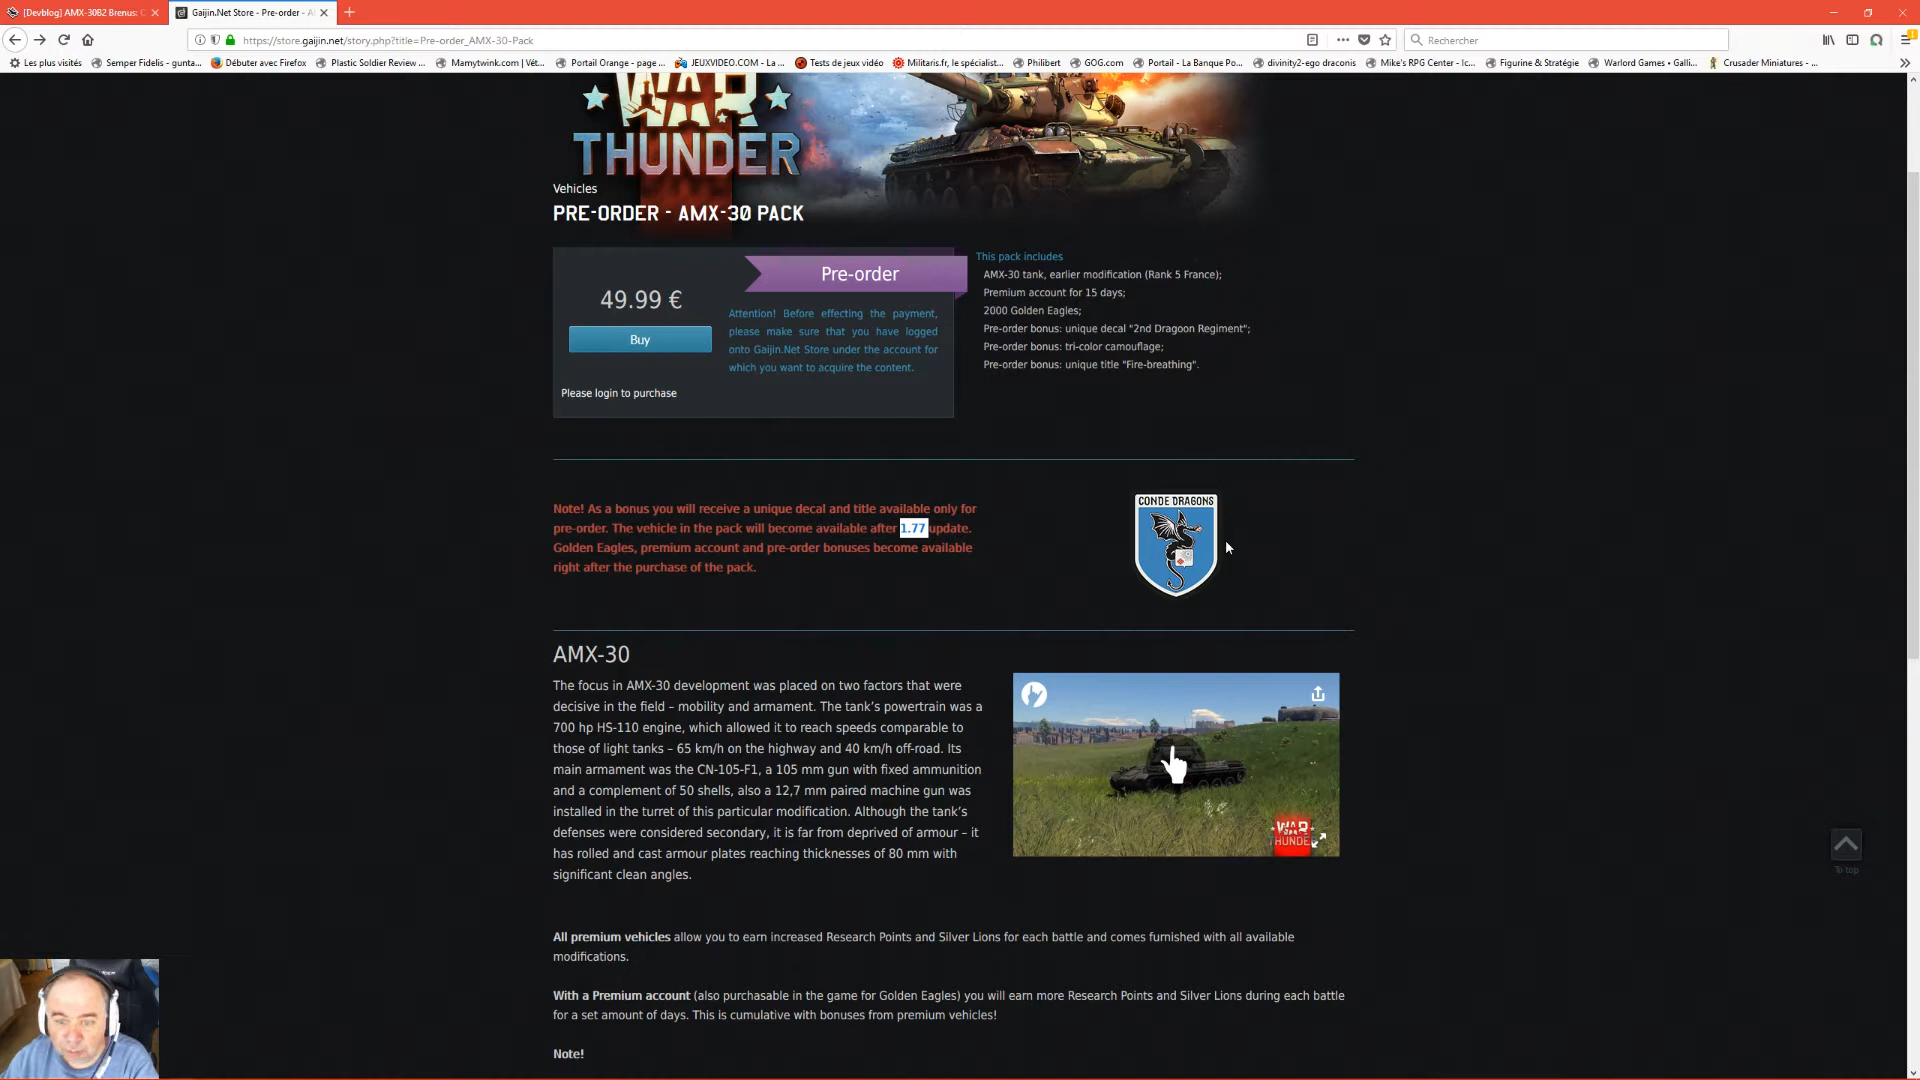 [Devblog] AMX-30B2 Brenus: C
Gaijin.Net Store - Pre-order - A
https://store.gaijin.net/story.php?title=Pre-order_AMX-30-Pack
Rechercher
Les plus visités
Semper Fidelis - gunta...
Débuter avec Firefox
Plastic Soldier Review ...
Mamytwink.com | Vét...
Portail Orange - page ...
JEUXVIDEO.COM - La ...
Tests de jeux vidéo
Militaris.fr, le spécialist...
Philibert
GOG.com
Portail - La Banque Po...
divinity2-ego draconis
Mike's RPG Center - Ic...
Figurine & Stratégie
Warlord Games • Galli...
Crusader Miniatures - ...
WAR
THUNDER
Vehicles
PRE-ORDER - AMX-30 PACK
Pre-order
49.99 €
Buy
Please login to purchase
Attention! Before effecting the payment,
please make sure that you have logged
onto Gaijin.Net Store under the account for
which you want to acquire the content.
This pack includes
AMX-30 tank, earlier modification (Rank 5 France);
Premium account for 15 days;
2000 Golden Eagles;
Pre-order bonus: unique decal "2nd Dragoon Regiment";
Pre-order bonus: tri-color camouflage;
Pre-order bonus: unique title "Fire-breathing".
Note! As a bonus you will receive a unique decal and title available only for
pre-order. The vehicle in the pack will become available after 1.77 update.
Golden Eagles, premium account and pre-order bonuses become available
right after the purchase of the pack.
CONDE DRAGONS
AMX-30
The focus in AMX-30 development was placed on two factors that were
decisive in the field – mobility and armament. The tank's powertrain was a
700 hp HS-110 engine, which allowed it to reach speeds comparable to
those of light tanks – 65 km/h on the highway and 40 km/h off-road. Its
main armament was the CN-105-F1, a 105 mm gun with fixed ammunition
and a complement of 50 shells, also a 12,7 mm paired machine gun was
installed in the turret of this particular modification. Although the tank's
defenses were considered secondary, it is far from deprived of armour – it
has rolled and cast armour plates reaching thicknesses of 80 mm with
significant clean angles.
WAR
THUNDER
To top
All premium vehicles allow you to earn increased Research Points and Silver Lions for each battle and comes furnished with all available
modifications.
With a Premium account (also purchasable in the game for Golden Eagles) you will earn more Research Points and Silver Lions during each battle
for a set amount of days. This is cumulative with bonuses from premium vehicles!
Note!